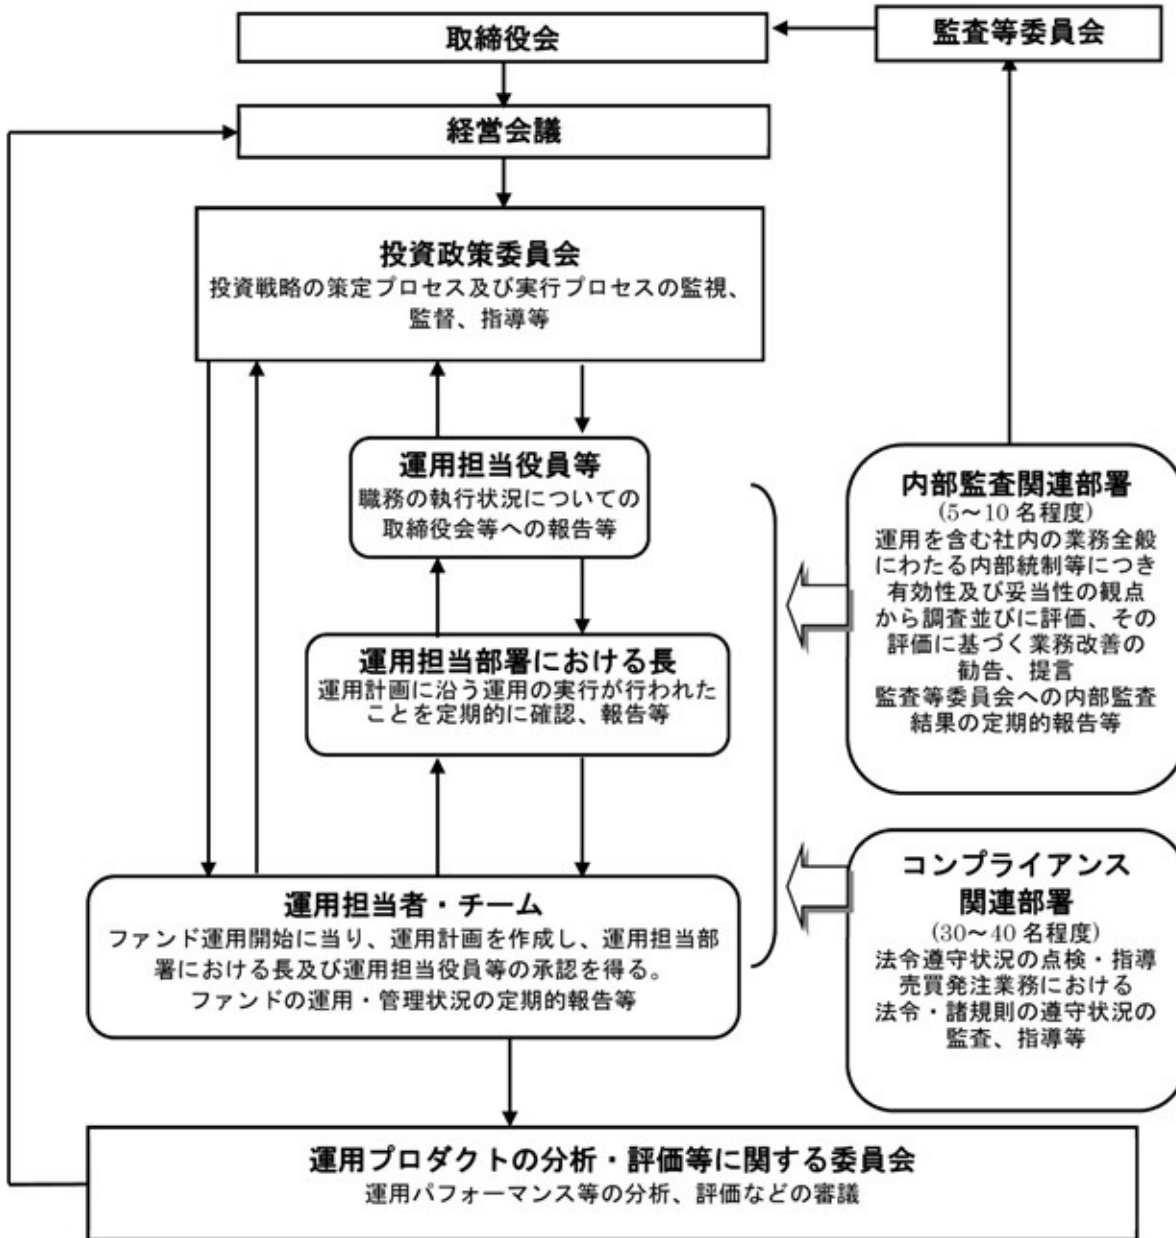 取締役会
監査等委員会
経営会議
投資政策委員会
投資戦略の策定プロセス及び実行プロセスの監視、
監督、指導等
運用担当役員等
職務の執行状況についての
取締役会等への報告等
運用担当部署における長
運用計画に沿う運用の実行が行われた
ことを定期的に確認、報告等
運用担当者・チーム
ファンド運用開始に当り、運用計画を作成し、運用担当部
署における長及び運用担当役員等の承認を得る。
ファンドの運用・管理状況の定期的報告等
内部監査関連部署
(5～10 名程度)
運用を含む社内の業務全般
にわたる内部統制等につき
有効性及び妥当性の観点
から調査並びに評価、その
評価に基づく業務改善の
勧告、提言
監査等委員会への内部監査
結果の定期的報告等
コンプライアンス
関連部署
(30～40 名程度)
法令遵守状況の点検・指導
売買発注業務における
法令・諸規則の遵守状況の
監査、指導等
運用プロダクトの分析・評価等に関する委員会
運用パフォーマンス等の分析、評価などの審議